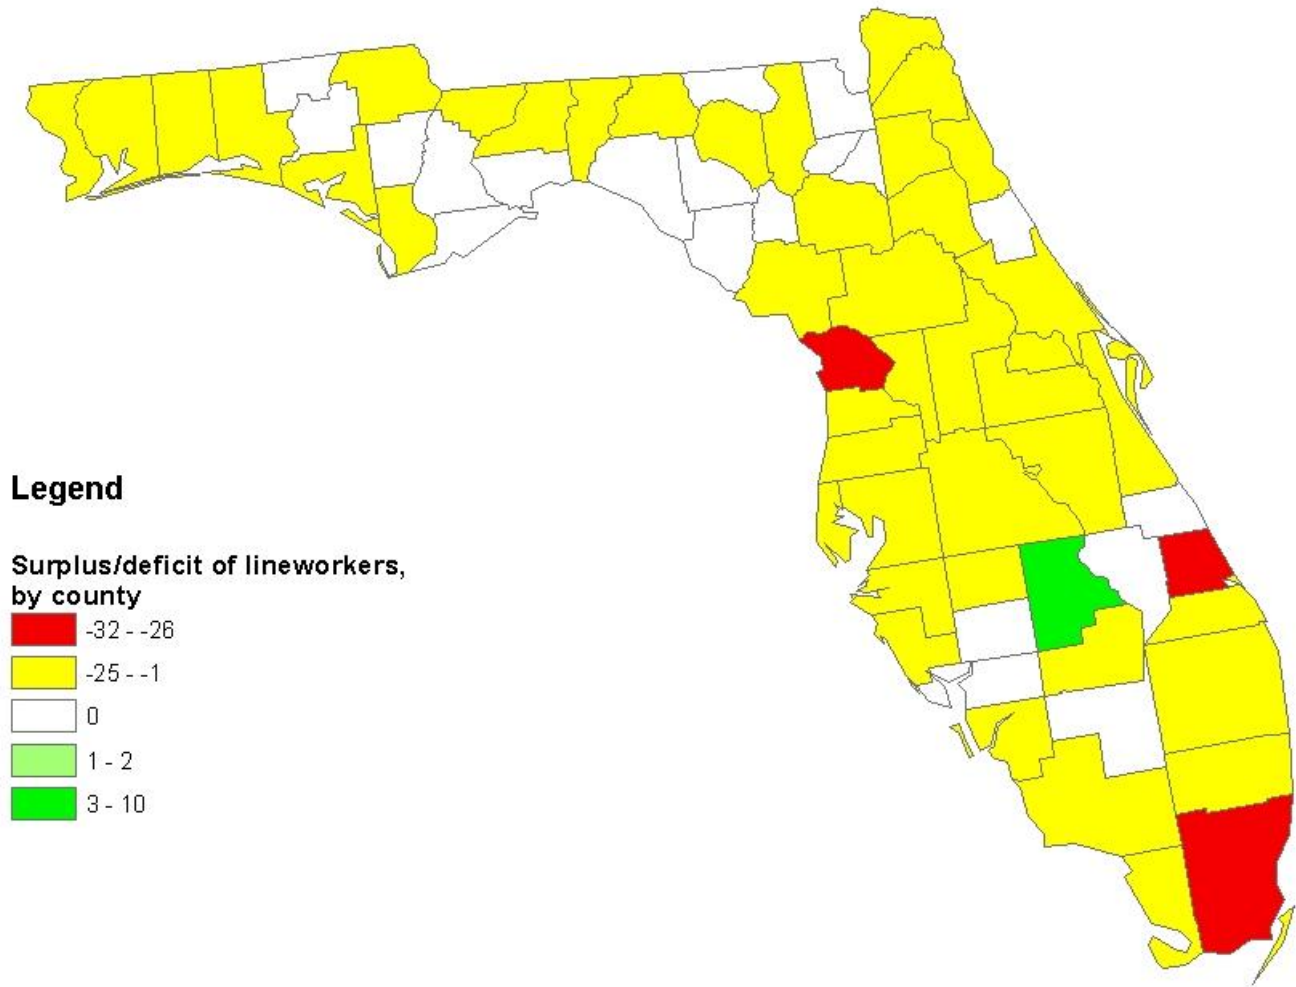 Legend
Surplus/deficit of lineworkers,
by county
-32 - -26
-25 - -1
0
1 - 2
3 - 10